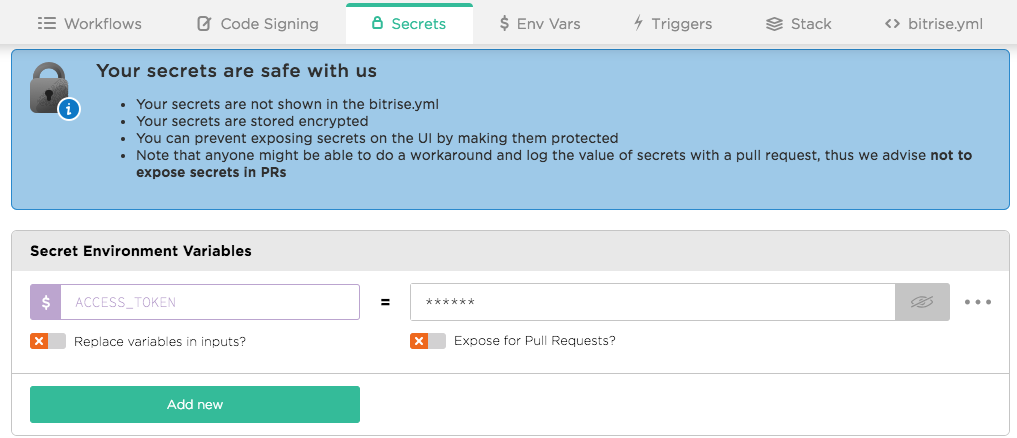 Workflows
Code Signing
Secrets
$ Env Vars
Triggers
Stack
<> bitrise.yml
Your secrets are safe with us
• Your secrets are not shown in the bitrise.yml
• Your secrets are stored encrypted
• You can prevent exposing secrets on the UI by making them protected
• Note that anyone might be able to do a workaround and log the value of secrets with a pull request, thus we advise not to
expose secrets in PRs
Secret Environment Variables
$ ACCESS_TOKEN = ****** •••
Replace variables in inputs?
Expose for Pull Requests?
Add new